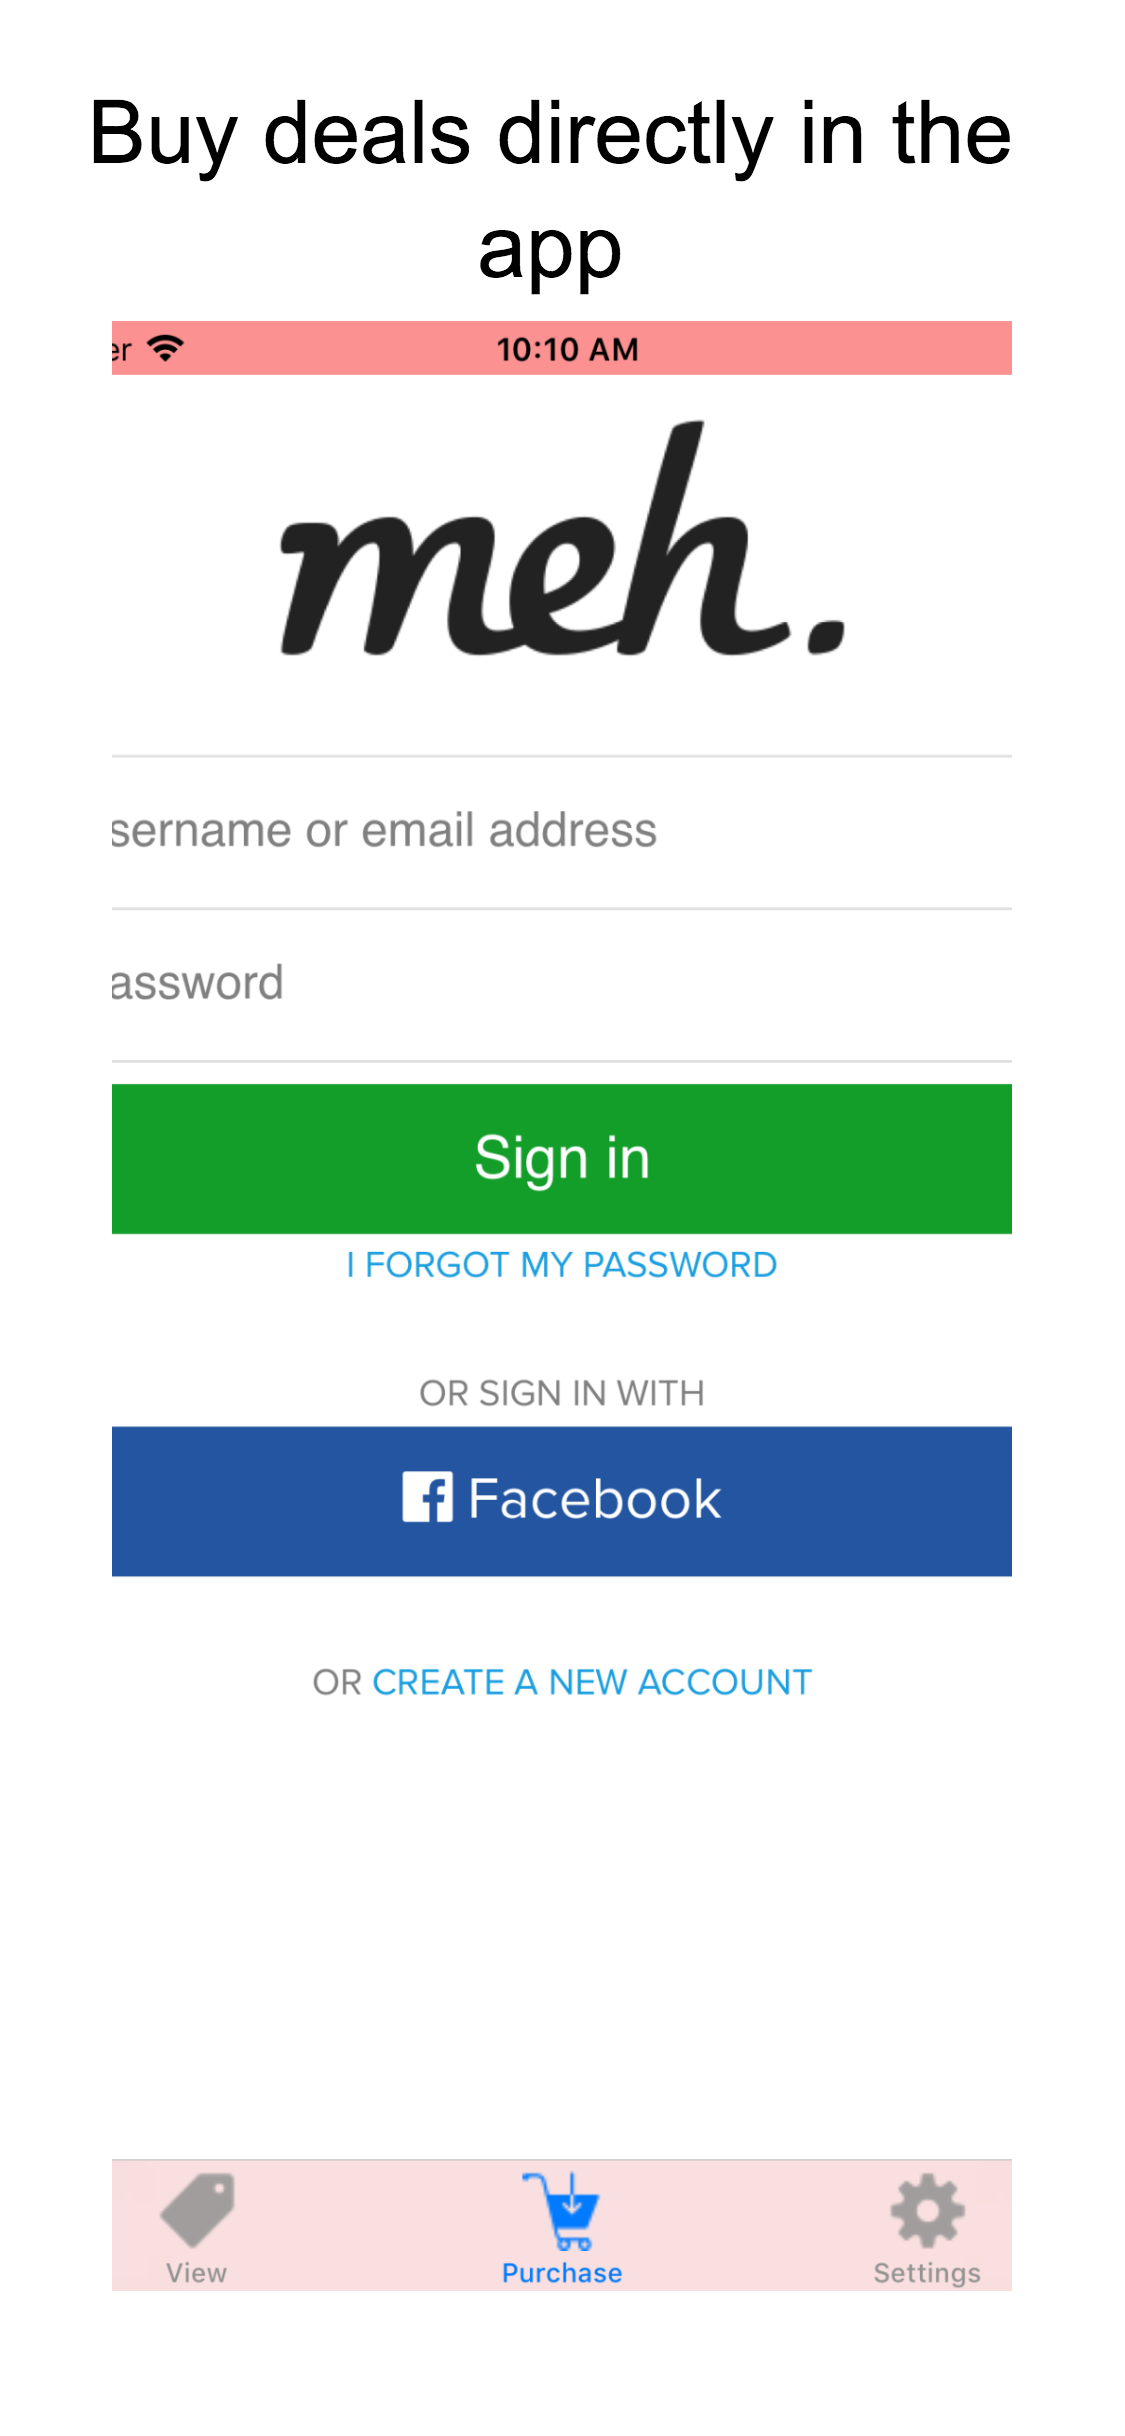 Buy deals directly in the
app
er 10:10 AM
meh.
sername or email address
assword
Sign in
I FORGOT MY PASSWORD
OR SIGN IN WITH
Facebook
OR CREATE A NEW ACCOUNT
View Purchase Settings